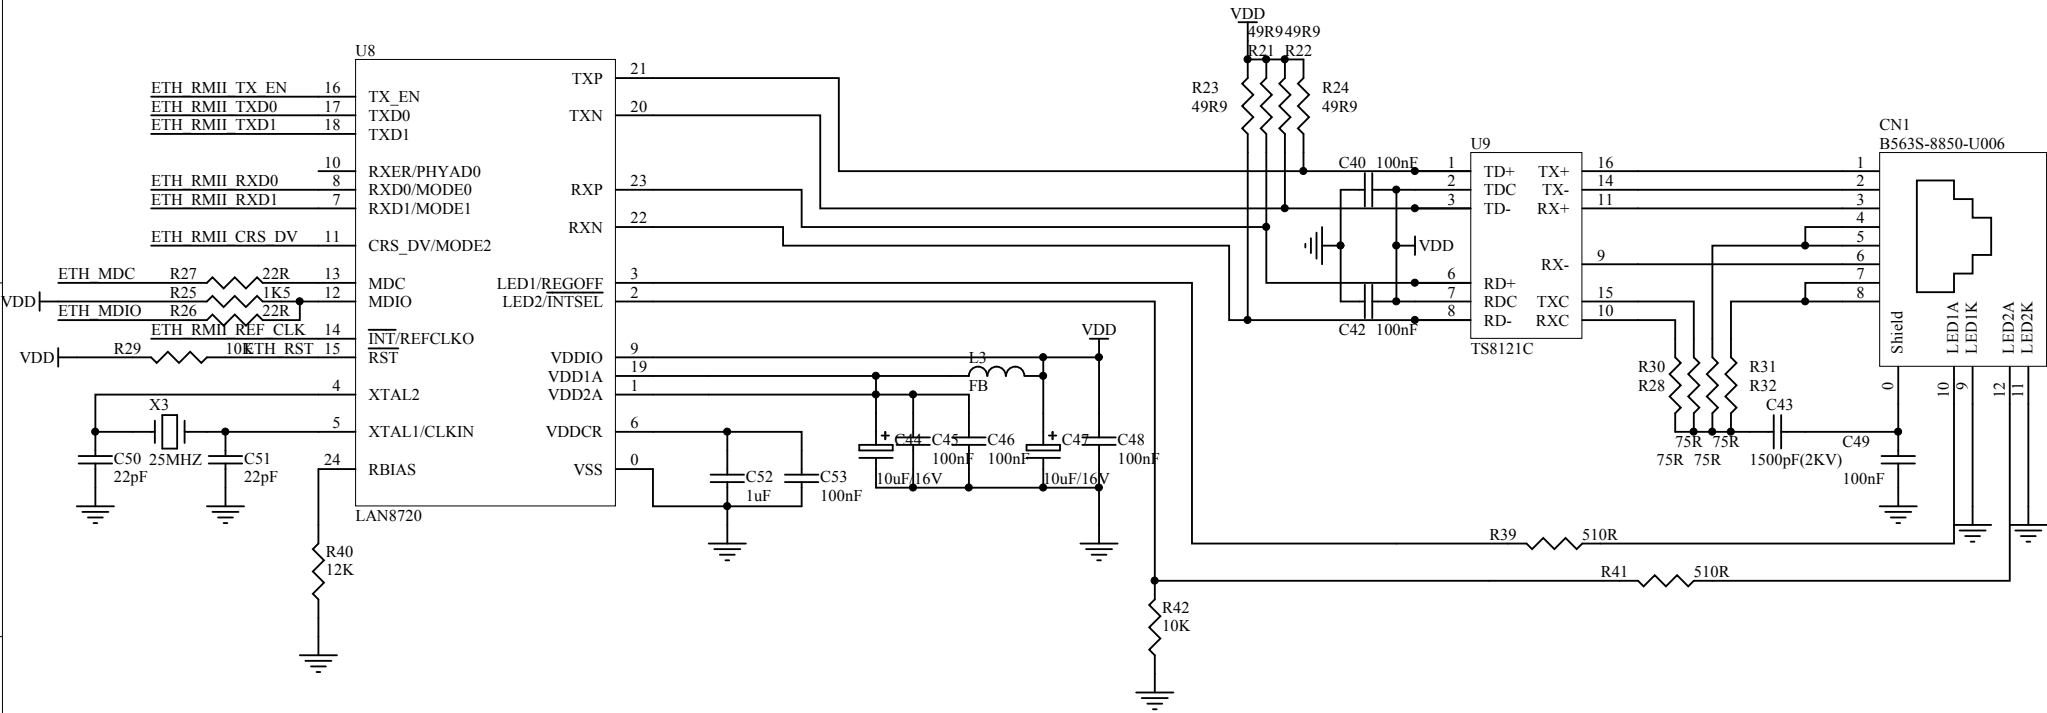 VDD
49R9 49R9
R21 R22
R23
49R9
R24
49R9
U8
TXP 21
TXN 20
ETH_RMII_TX_EN 16 TX_EN
ETH_RMII_TXD0 17 TXD0
ETH_RMII_TXD1 18 TXD1
10 RXER/PHYAD0
ETH_RMII_RXD0 8 RXD0/MODE0
ETH_RMII_RXD1 7 RXD1/MODE1
RXP 23
RXN 22
ETH_RMII_CRS_DV 11 CRS_DV/MODE2
ETH_MDC R27 22R 13 MDC
VDD R25 1K5 12 MDIO
ETH_MDIO R26 22R
LED1/REGOFF 3
LED2/INTSEL 2
ETH_RMII_REF_CLK 14 INT/REFCLKO
VDD R29 10K ETH_RST 15 RST
VDDIO 9
VDD1A 19
VDD2A 1
4 XTAL2
X3
25MHZ
5 XTAL1/CLKIN
VDDCR 6
24 RBIAS
VSS 0
LAN8720
C50
22pF
C51
22pF
R40
12K
C52
1uF
C53
100nF
L3
FB
VDD
C44
10uF/16V
C45
100nF
C46
100nF
C47
10uF/16V
C48
100nF
C40 100nF
VDD
C42 100nF
U9
1 TD+ TX+ 16
2 TDC TX- 14
3 TD- RX+ 11
RX- 9
6 RD+
7 RDC TXC 15
8 RD- RXC 10
TS8121C
CN1
B563S-8850-U006
1
2
3
4
5
6
7
8
Shield
LED1A
LED1K
LED2A
LED2K
0
10
9
12
11
R30
R28
R31
R32
75R 75R
75R 75R
C43
1500pF(2KV)
C49
100nF
R39 510R
R41 510R
R42
10K